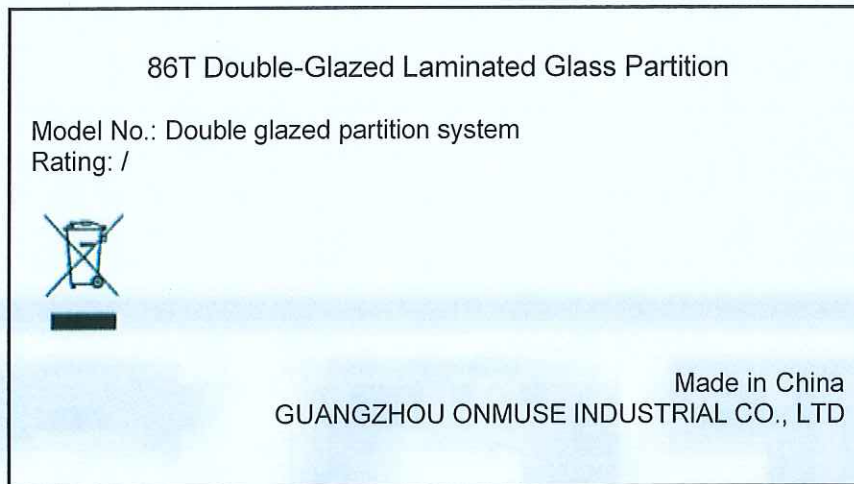 86T Double-Glazed Laminated Glass Partition
Model No.: Double glazed partition system
Rating: /
Made in China
GUANGZHOU ONMUSE INDUSTRIAL CO., LTD